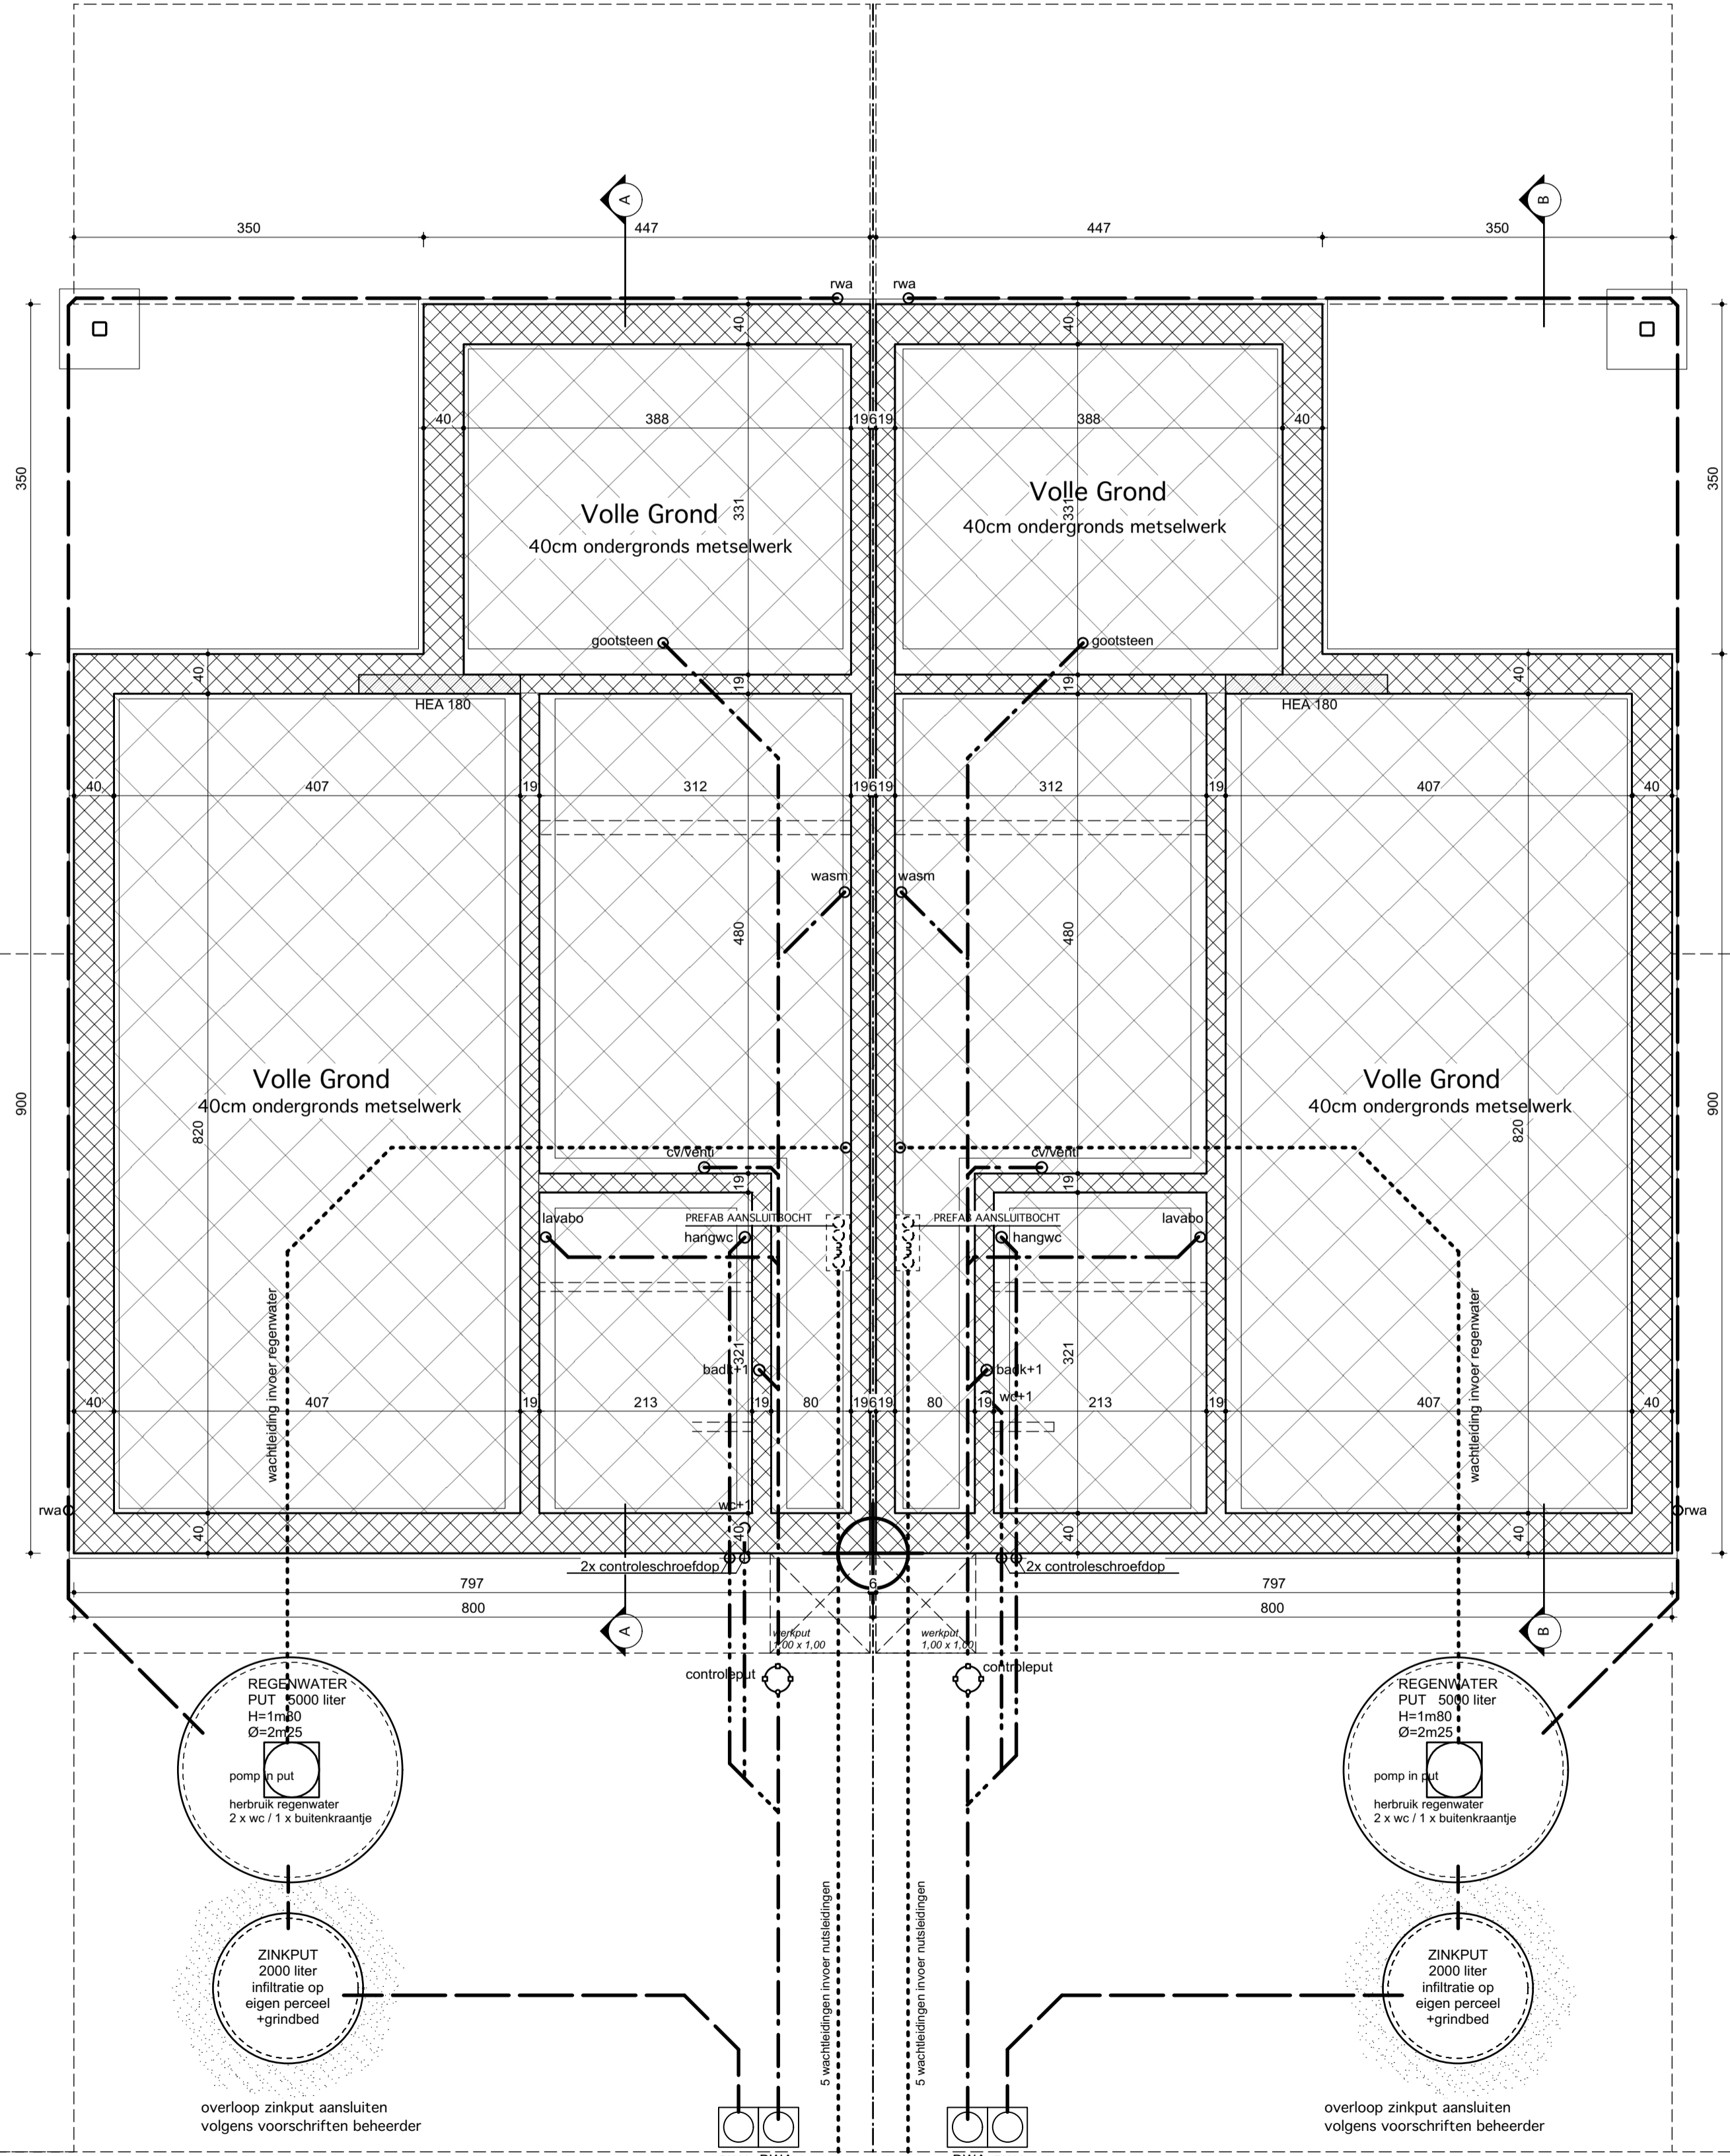 A
B
350
447
447
350
rwa
rwa
40
40
40
388
19
6
19
388
40
350
350
Volle Grond
40cm ondergronds metselwerk
331
Volle Grond
40cm ondergronds metselwerk
331
gootsteen
gootsteen
40
19
19
40
HEA 180
HEA 180
40
407
19
312
19
6
19
312
19
407
40
wasm
wasm
480
480
Volle Grond
40cm ondergronds metselwerk
Volle Grond
40cm ondergronds metselwerk
900
820
820
900
cv/venti
cv/venti
19
19
lavabo
PREFAB AANSLUITBOCHT
PREFAB AANSLUITBOCHT
lavabo
hangwc
hangwc
wachtleiding invoer regenwater
wachtleiding invoer regenwater
321
321
badk+1
badk+1
wc+1
40
407
19
213
19
80
19
6
19
80
19
213
19
407
40
rwa
wc+1
rwa
40
40
40
40
2x controleschroefdop
2x controleschroefdop
797
6
797
800
800
A
B
werkput
1,00 x 1,00
werkput
1,00 x 1,00
controleput
controleput
REGENWATER
PUT 5000 liter
H=1m80
Ø=2m25
pomp in put
herbruik regenwater
2 x wc / 1 x buitenkraantje
REGENWATER
PUT 5000 liter
H=1m80
Ø=2m25
pomp in put
herbruik regenwater
2 x wc / 1 x buitenkraantje
5 wachtleidingen invoer nutsleidingen
5 wachtleidingen invoer nutsleidingen
ZINKPUT
2000 liter
infiltratie op
eigen perceel
+grindbed
ZINKPUT
2000 liter
infiltratie op
eigen perceel
+grindbed
overloop zinkput aansluiten
volgens voorschriften beheerder
overloop zinkput aansluiten
volgens voorschriften beheerder